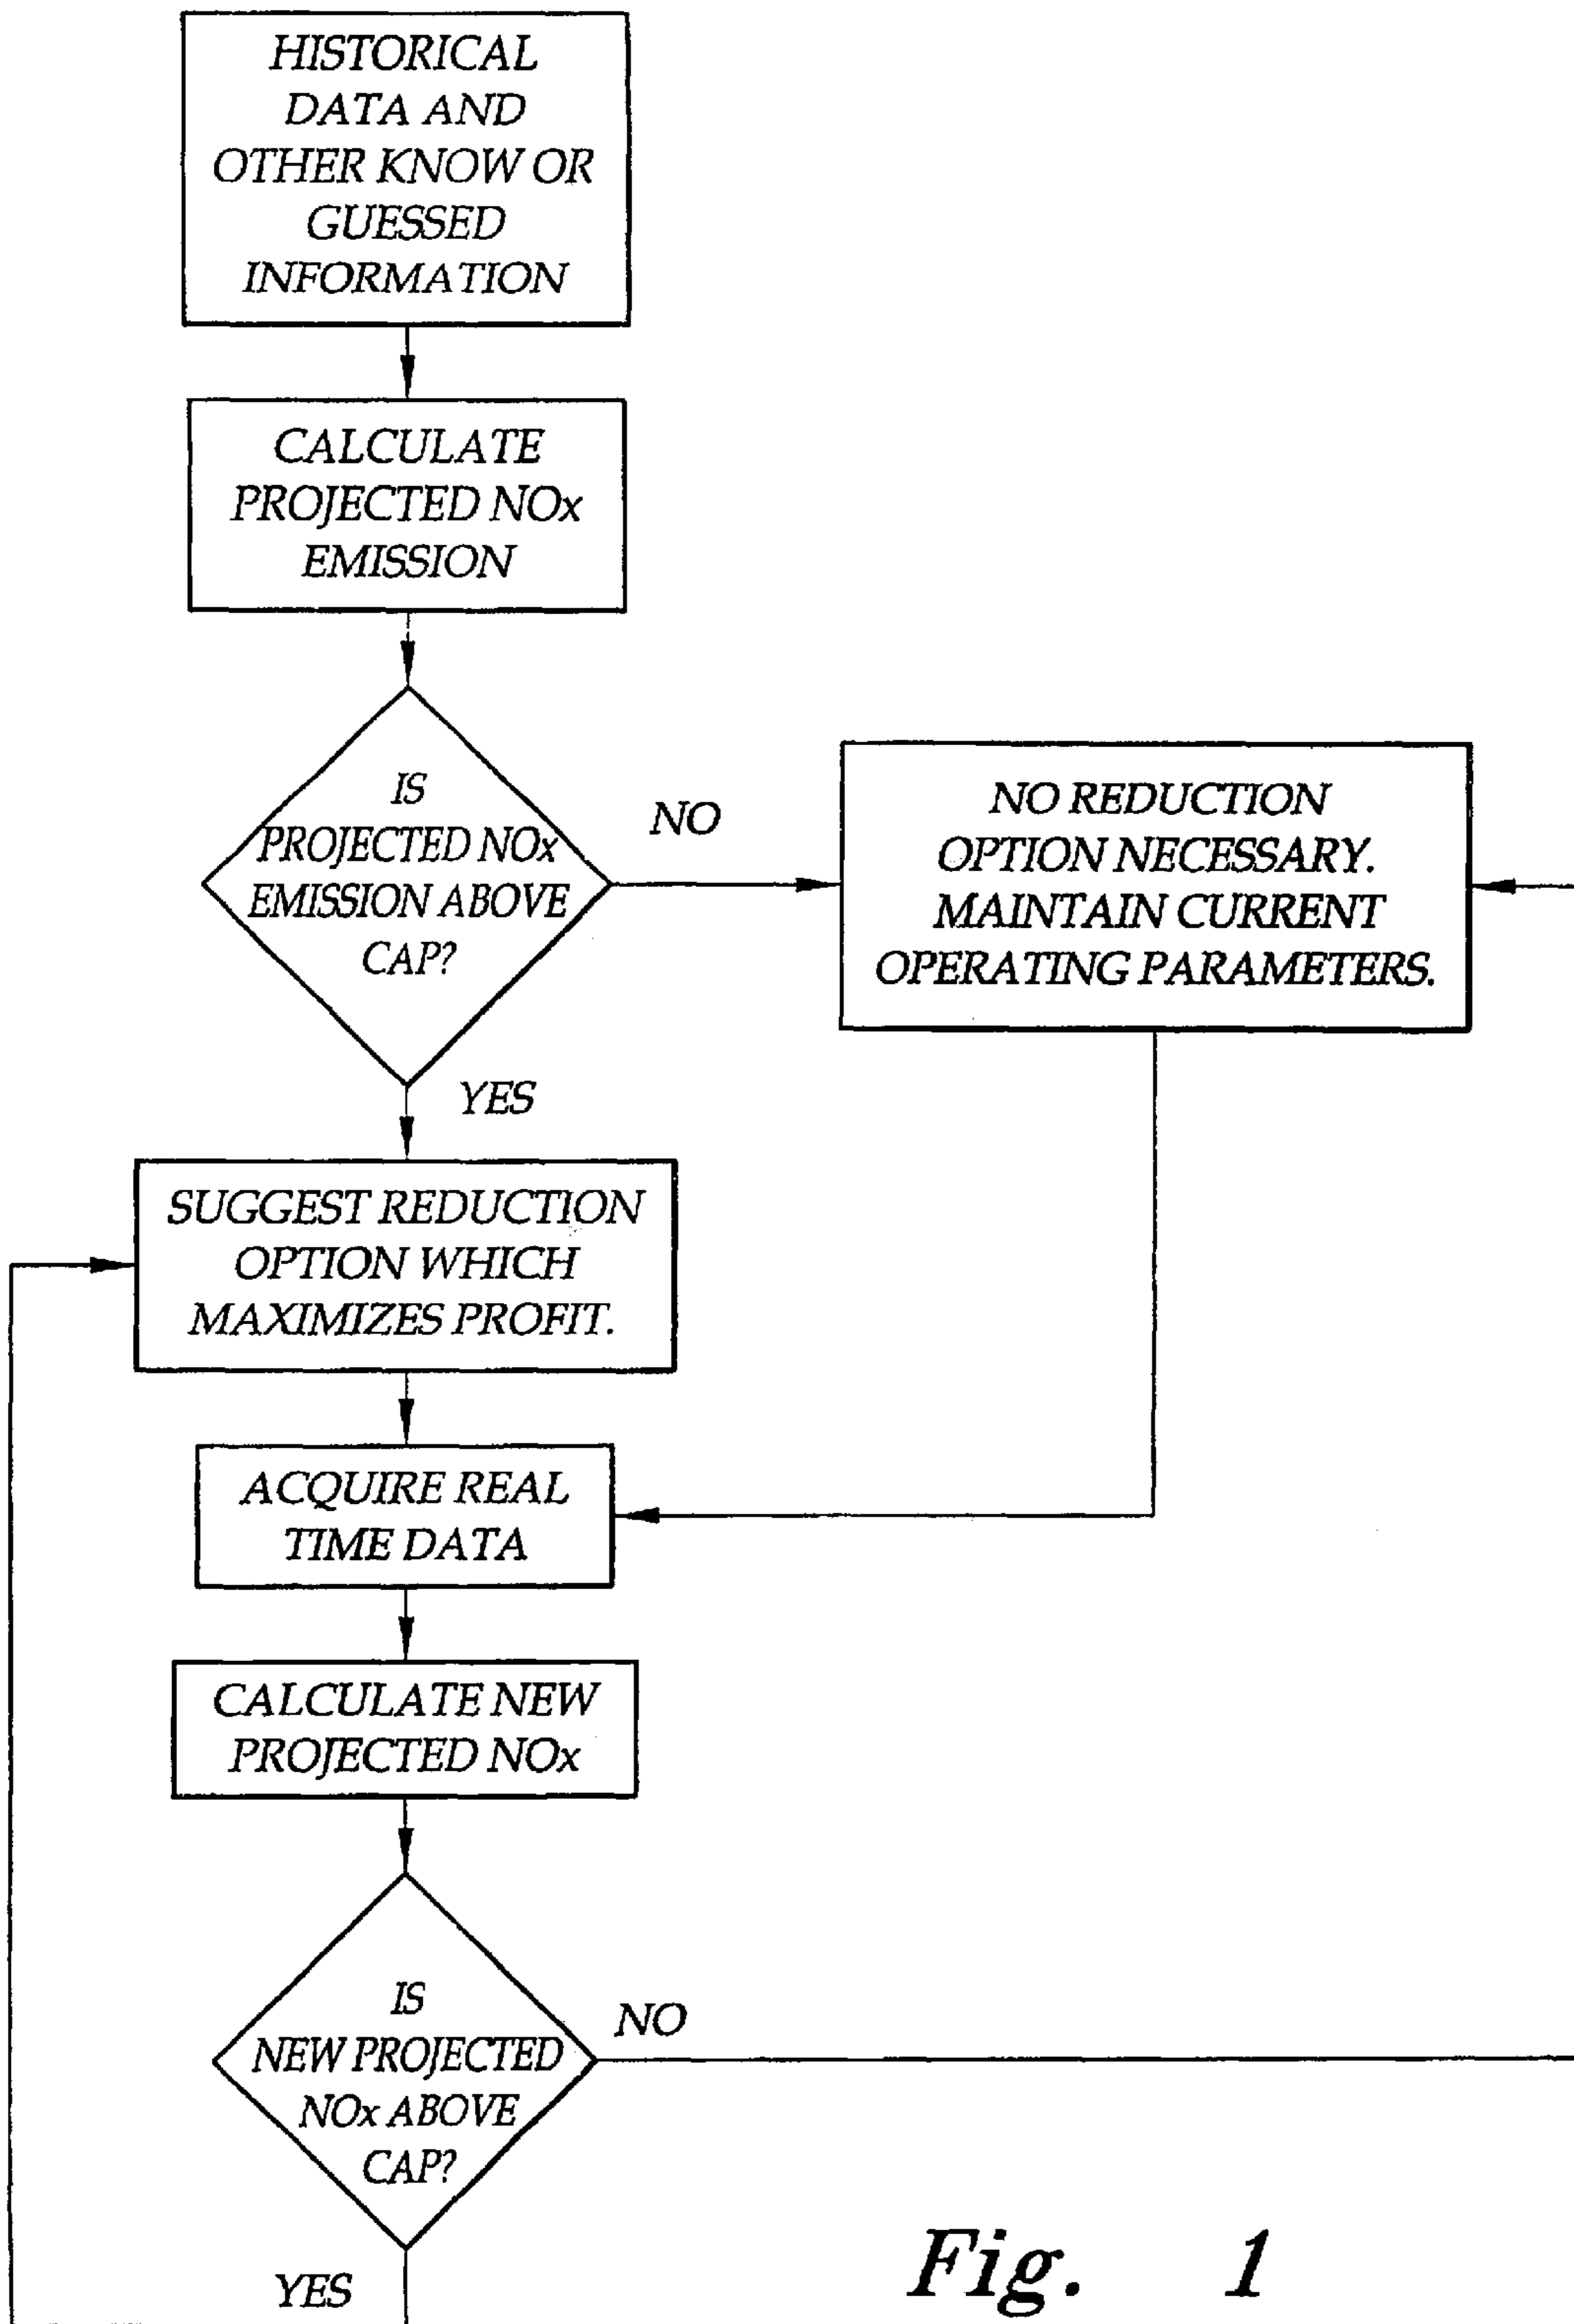 HISTORICAL
DATA AND
OTHER KNOW OR
GUESSED
INFORMATION
CALCULATE
PROJECTED NOx
EMISSION
IS
PROJECTED NOx
EMISSION ABOVE
CAP?
NO
NO REDUCTION
OPTION NECESSARY.
MAINTAIN CURRENT
OPERATING PARAMETERS.
YES
SUGGEST REDUCTION
OPTION WHICH
MAXIMIZES PROFIT.
ACQUIRE REAL
TIME DATA
CALCULATE NEW
PROJECTED NOx
IS
NEW PROJECTED
NOx ABOVE
CAP?
NO
YES
Fig. 1